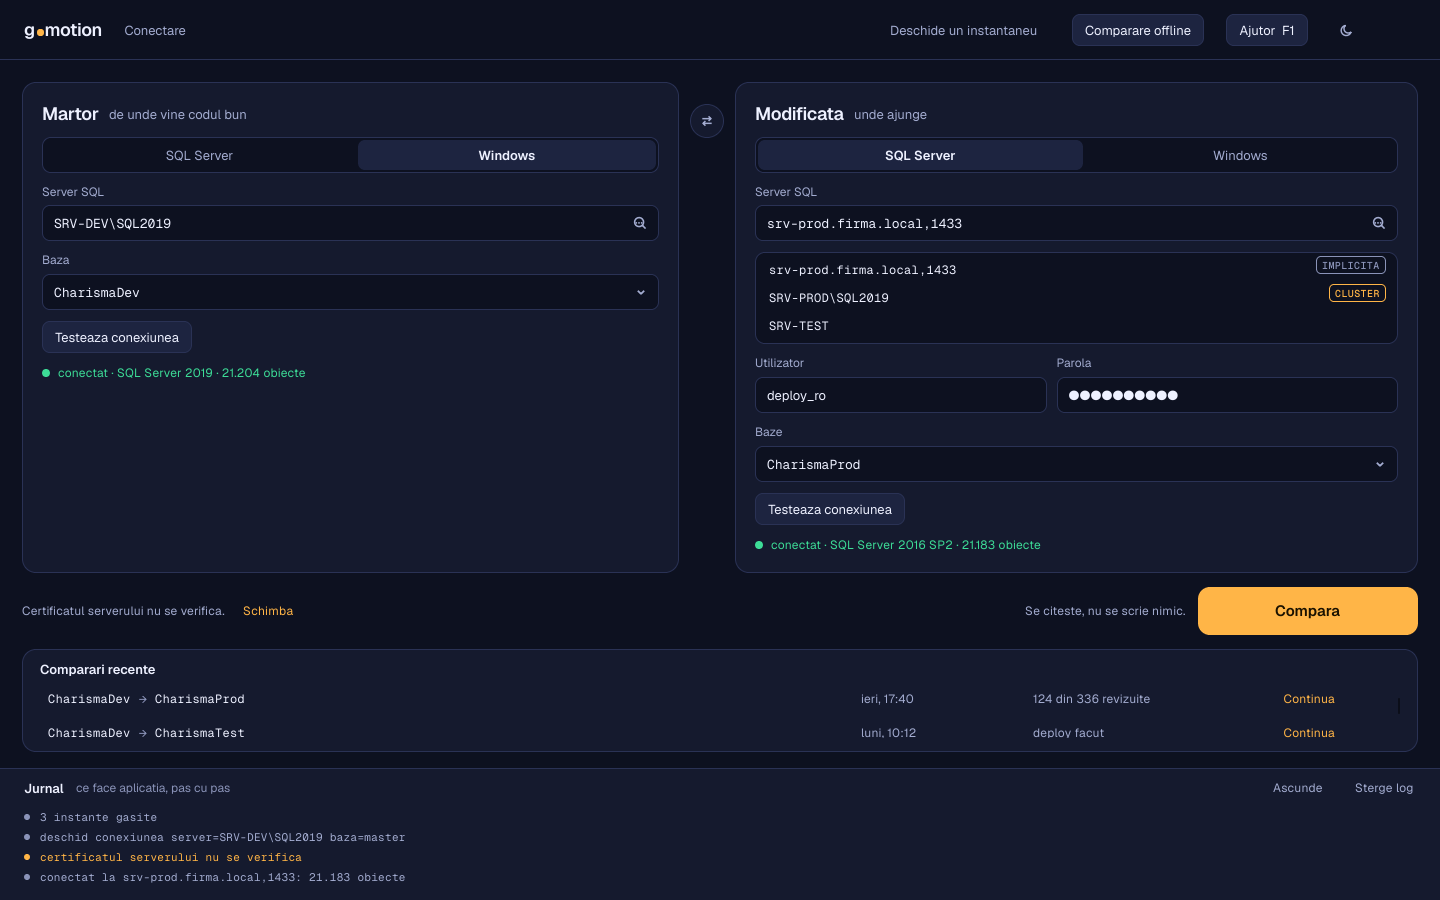 gomotion Conectare Deschide un instantaneu Comparare offline Ajutor F1
Martor de unde vine codul bun
SQL Server Windows
Server SQL
SRV-DEV\SQL2019
Baza
CharismaDev
Testeaza conexiunea
conectat · SQL Server 2019 · 21.204 obiecte
Modificata unde ajunge
SQL Server Windows
Server SQL
srv-prod.firma.local,1433
srv-prod.firma.local,1433 IMPLICITA
SRV-PROD\SQL2019 CLUSTER
SRV-TEST
Utilizator Parola
deploy_ro ●●●●●●●●●●
Baze
CharismaProd
Testeaza conexiunea
conectat · SQL Server 2016 SP2 · 21.183 obiecte
Certificatul serverului nu se verifica. Schimba Se citeste, nu se scrie nimic. Compara
Comparari recente
CharismaDev → CharismaProd ieri, 17:40 124 din 336 revizuite Continua
CharismaDev → CharismaTest luni, 10:12 deploy facut Continua
Jurnal ce face aplicatia, pas cu pas Ascunde Sterge log
3 instante gasite
deschid conexiunea server=SRV-DEV\SQL2019 baza=master
certificatul serverului nu se verifica
conectat la srv-prod.firma.local,1433: 21.183 obiecte